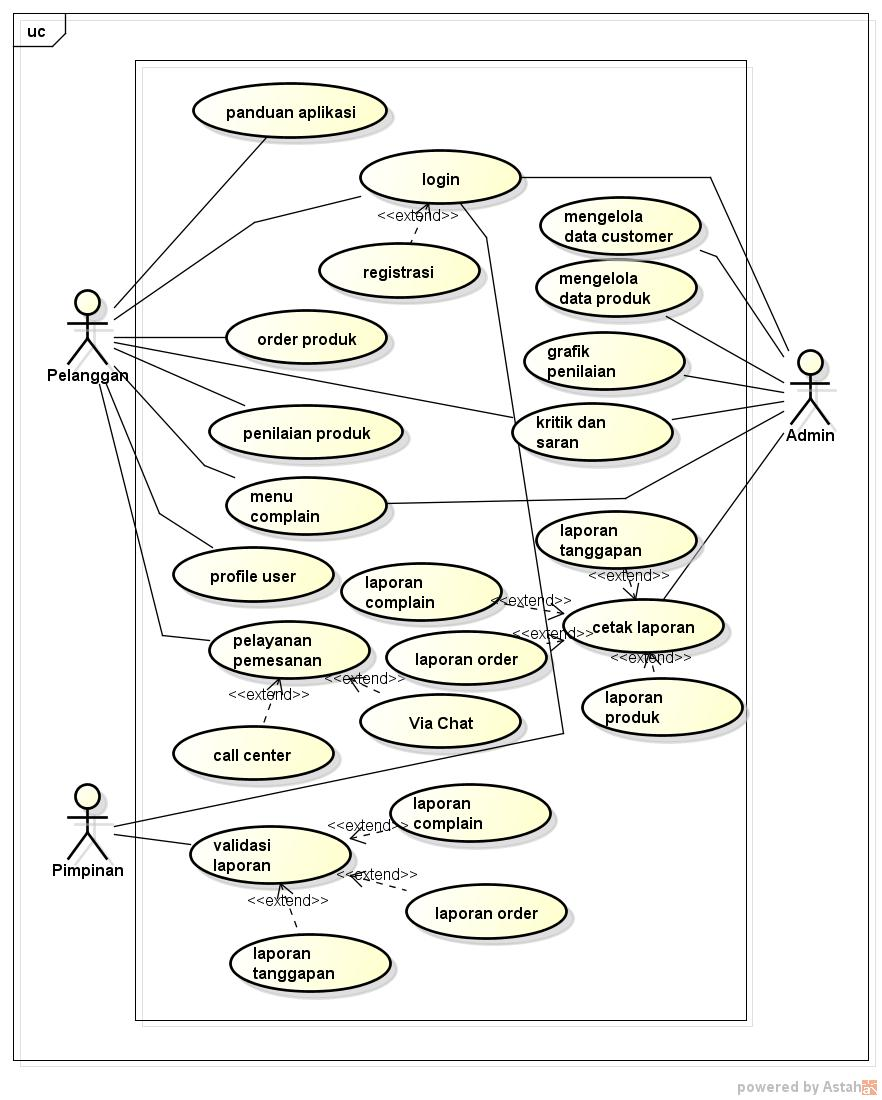 uc
panduan aplikasi
login
<<extend>>
registrasi
mengelola
data customer
mengelola
data produk
order produk
grafik
penilaian
Pelanggan
penilaian produk
kritik dan
saran
Admin
menu
complain
laporan
tanggapan
<<extend>>
profile user
laporan
complain
<<extend>>
cetak laporan
<<extend>>
pelayanan
pemesanan
laporan order
<<extend>>
<<extend>>
<<extend>>
laporan
produk
Via Chat
call center
Pimpinan
laporan
complain
<<extend>>
validasi
laporan
<<extend>>
<<extend>>
laporan order
laporan
tanggapan
powered by Astah